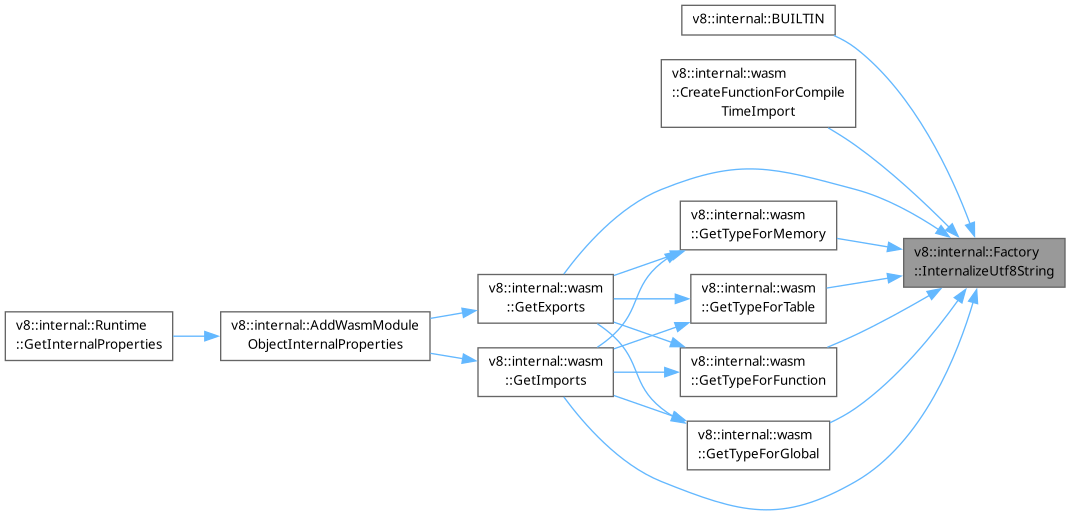 v8::internal::BUILTIN
v8::internal::wasm
::CreateFunctionForCompile
TimeImport
v8::internal::wasm
::GetTypeForMemory
v8::internal::Factory
::InternalizeUtf8String
v8::internal::wasm
::GetExports
v8::internal::wasm
::GetTypeForTable
v8::internal::Runtime
::GetInternalProperties
v8::internal::AddWasmModule
ObjectInternalProperties
v8::internal::wasm
::GetImports
v8::internal::wasm
::GetTypeForFunction
v8::internal::wasm
::GetTypeForGlobal